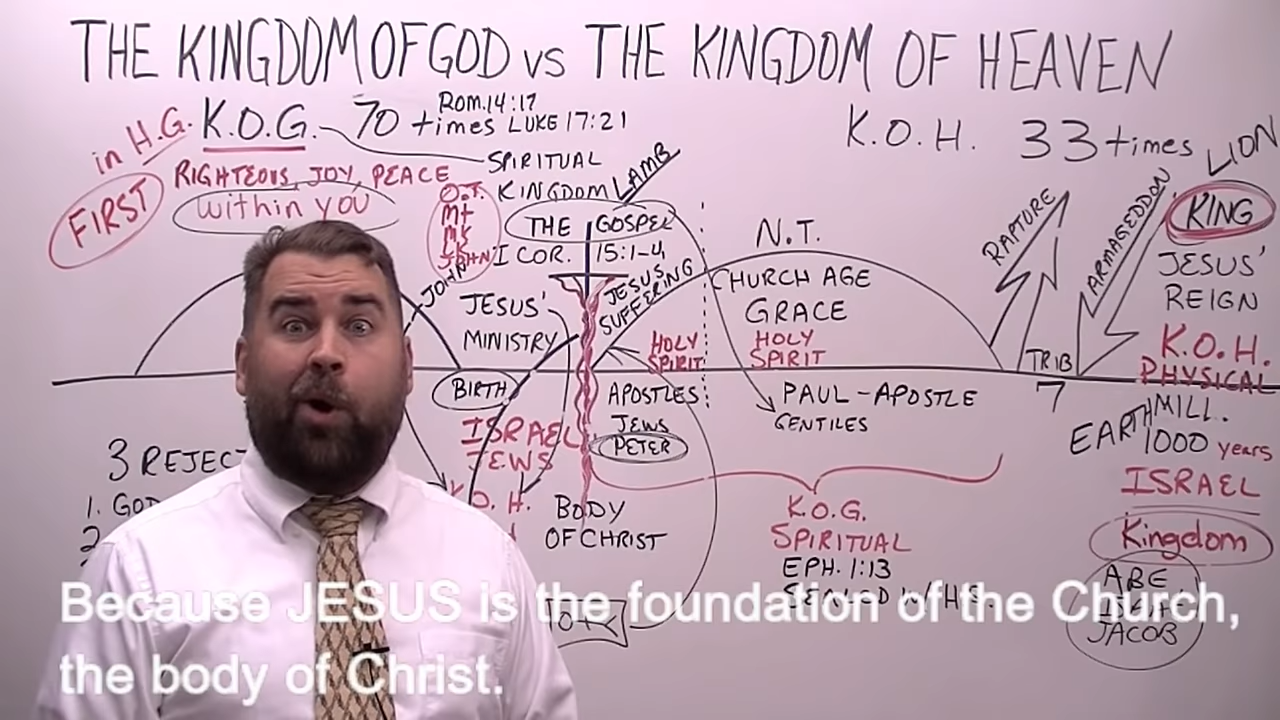 THE KINGDOM OF GOD vs THE KINGDOM OF HEAVEN
in H.G. K.O.G. 70 times
ROM. 14:17
LUKE 17:21
SPIRITUAL
KINGDOM
RIGHTEOUS, JOY, PEACE
FIRST
within you
O.T.
Mt
MK
LK
JOHN
LAMB
THE GOSPEL
I COR. 15:1-4
JOHN
JESUS'
MINISTRY
JESUS
SUFFERING
HOLY
SPIRIT
BIRTH
ISRAEL
JEWS
APOSTLES
JEWS
PETER
BODY
OF CHRIST
3 REJECT
1. GOD
2
N.T.
CHURCH AGE
GRACE
HOLY
SPIRIT
PAUL - APOSTLE
GENTILES
K.O.G.
SPIRITUAL
EPH. 1:13
K.O.H. 33 times
LION
RAPTURE
ARMAGEDDON
KING
JESUS'
REIGN
K.O.H.
PHYSICAL
TRIB
7
EARTH
MILL.
1000 years
ISRAEL
Kingdom
ABE
JACOB
Because JESUS is the foundation of the Church,
the body of Christ.